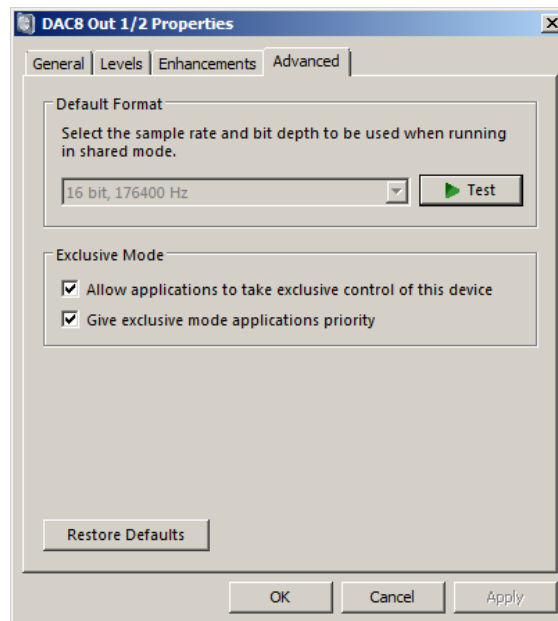 DAC8 Out 1/2 Properties
General Levels Enhancements Advanced
Default Format
Select the sample rate and bit depth to be used when running
in shared mode.
16 bit, 176400 Hz
Test
Exclusive Mode
Allow applications to take exclusive control of this device
Give exclusive mode applications priority
Restore Defaults
OK Cancel Apply